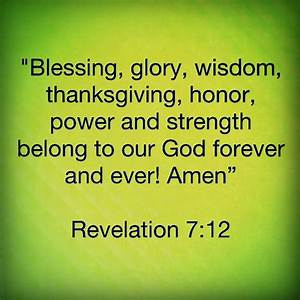 "Blessing, glory, wisdom,
thanksgiving, honor,
power and strength
belong to our God forever
and ever! Amen”
Revelation 7:12